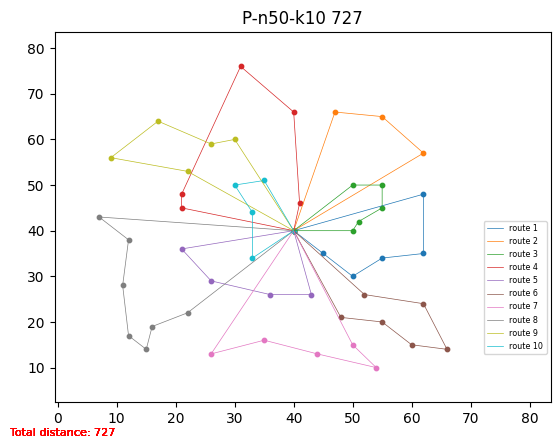 P-n50-k10 727
80
70
60
50
40
30
20
10
0 10 20 30 40 50 60 70 80
route 1
route 2
route 3
route 4
route 5
route 6
route 7
route 8
route 9
route 10
Total distance: 727